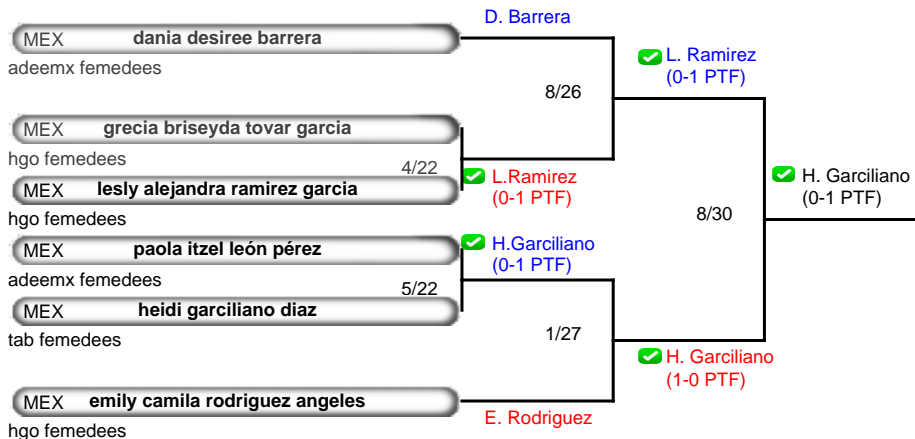 D. Barrera
MEX dania desiree barrera
adeemx femedees
L. Ramirez
(0-1 PTF)
8/26
MEX grecia briseyda tovar garcia
hgo femedees
4/22
L.Ramirez
(0-1 PTF)
MEX lesly alejandra ramirez garcia
hgo femedees
H. Garciliano
(0-1 PTF)
8/30
MEX paola itzel león pérez
adeemx femedees
H.Garciliano
(0-1 PTF)
5/22
MEX heidi garciliano diaz
tab femedees
1/27
H. Garciliano
(1-0 PTF)
MEX emily camila rodriguez angeles
hgo femedees
E. Rodriguez